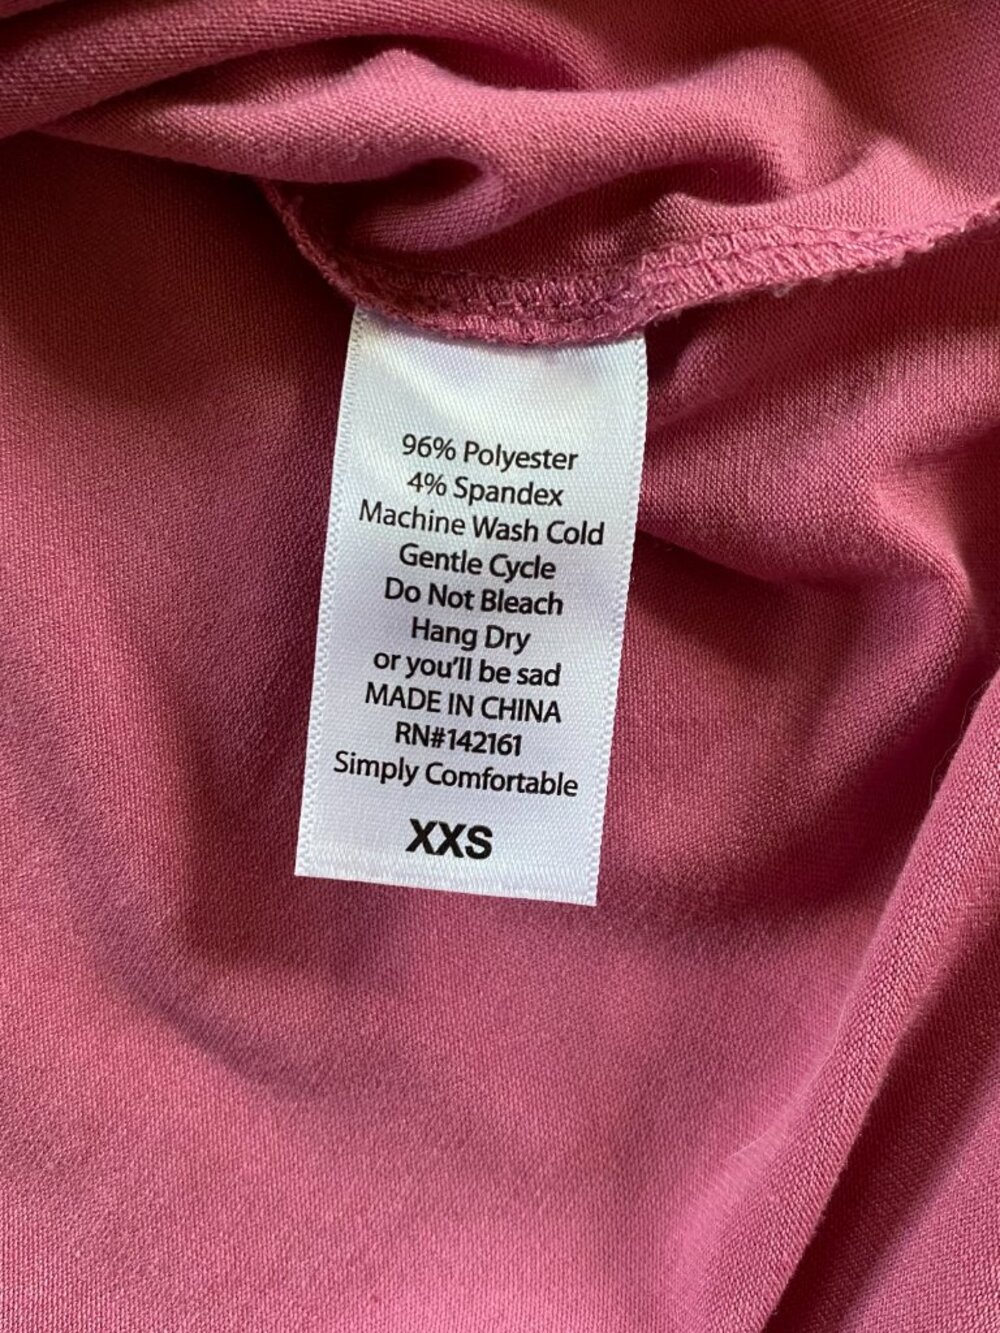 96% Polyester
4% Spandex
Machine Wash Cold
Gentle Cycle
Do Not Bleach
Hang Dry
or you'll be sad
MADE IN CHINA
RN#142161
Simply Comfortable
XXS